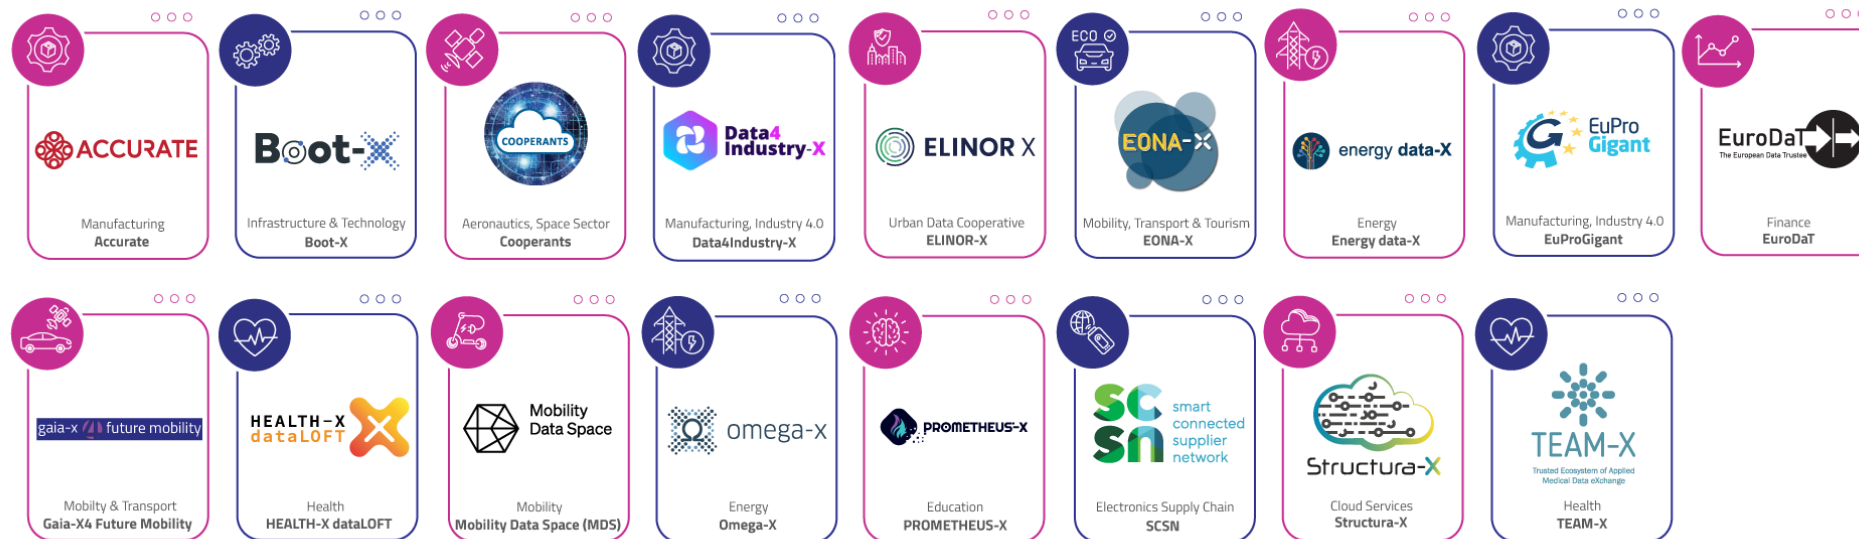 ACCURATE
Manufacturing
Accurate
Boot-X
Infrastructure & Technology
Boot-X
COOPERANTS
Aeronautics, Space Sector
Cooperants
Data4
Industry-X
Manufacturing, Industry 4.0
Data4Industry-X
ELINOR X
Urban Data Cooperative
ELINOR-X
ECO
EONA-X
Mobility, Transport & Tourism
EONA-X
energy data-X
Energy
Energy data-X
G
EuPro
Gigant
Manufacturing, Industry 4.0
EuProGigant
EuroDaT
The European Data Trustee
Finance
EuroDaT
gaia-x 4 future mobility
Mobilty & Transport
Gaia-X4 Future Mobility
HEALTH-X
dataLOFT
X
Health
HEALTH-X dataLOFT
Mobility
Data Space
Mobility
Mobility Data Space (MDS)
Ω
omega-x
Energy
Omega-X
PROMETHEUS-X
Education
PROMETHEUS-X
SC
SN
smart
connected
supplier
network
Electronics Supply Chain
SCSN
Structura-X
Cloud Services
Structura-X
TEAM-X
Trusted Ecosystem of Applied
Medical Data eXchange
Health
TEAM-X